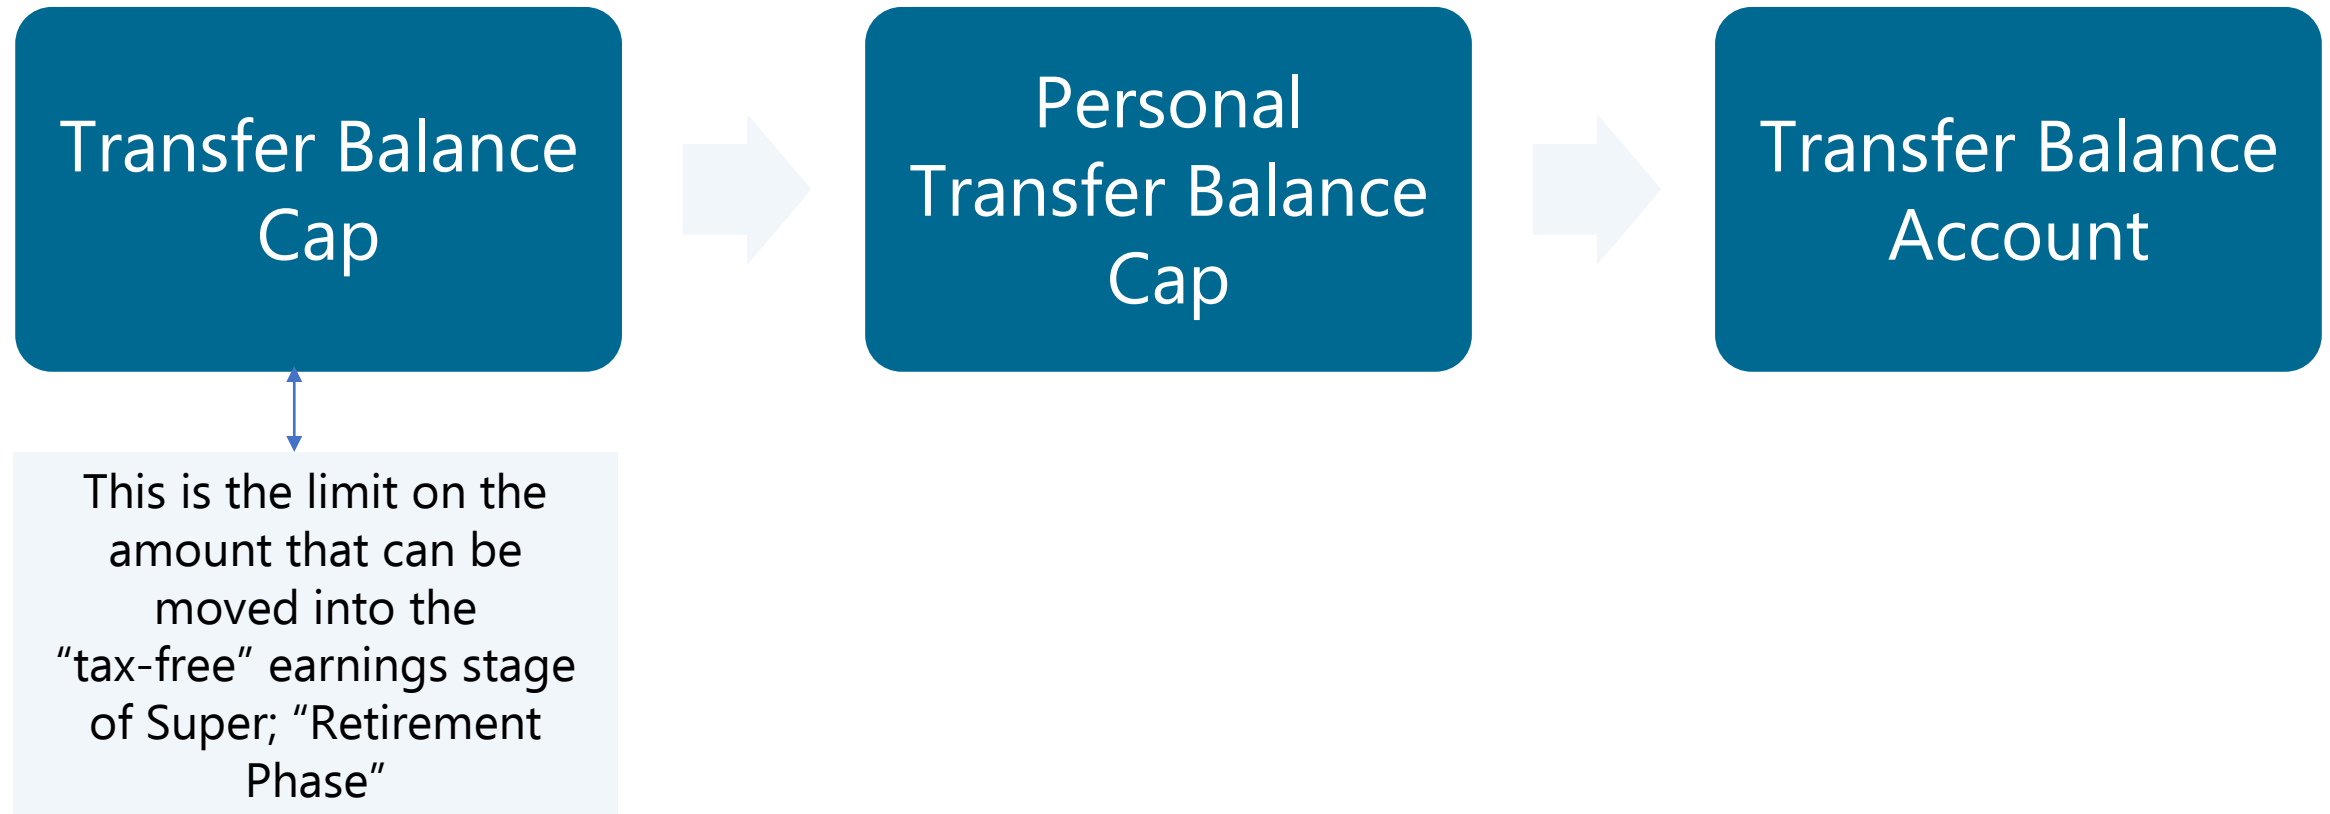 Transfer Balance
Cap
Personal
Transfer Balance
Cap
Transfer Balance
Account
This is the limit on the
amount that can be
moved into the
“tax-free” earnings stage
of Super; “Retirement
Phase”